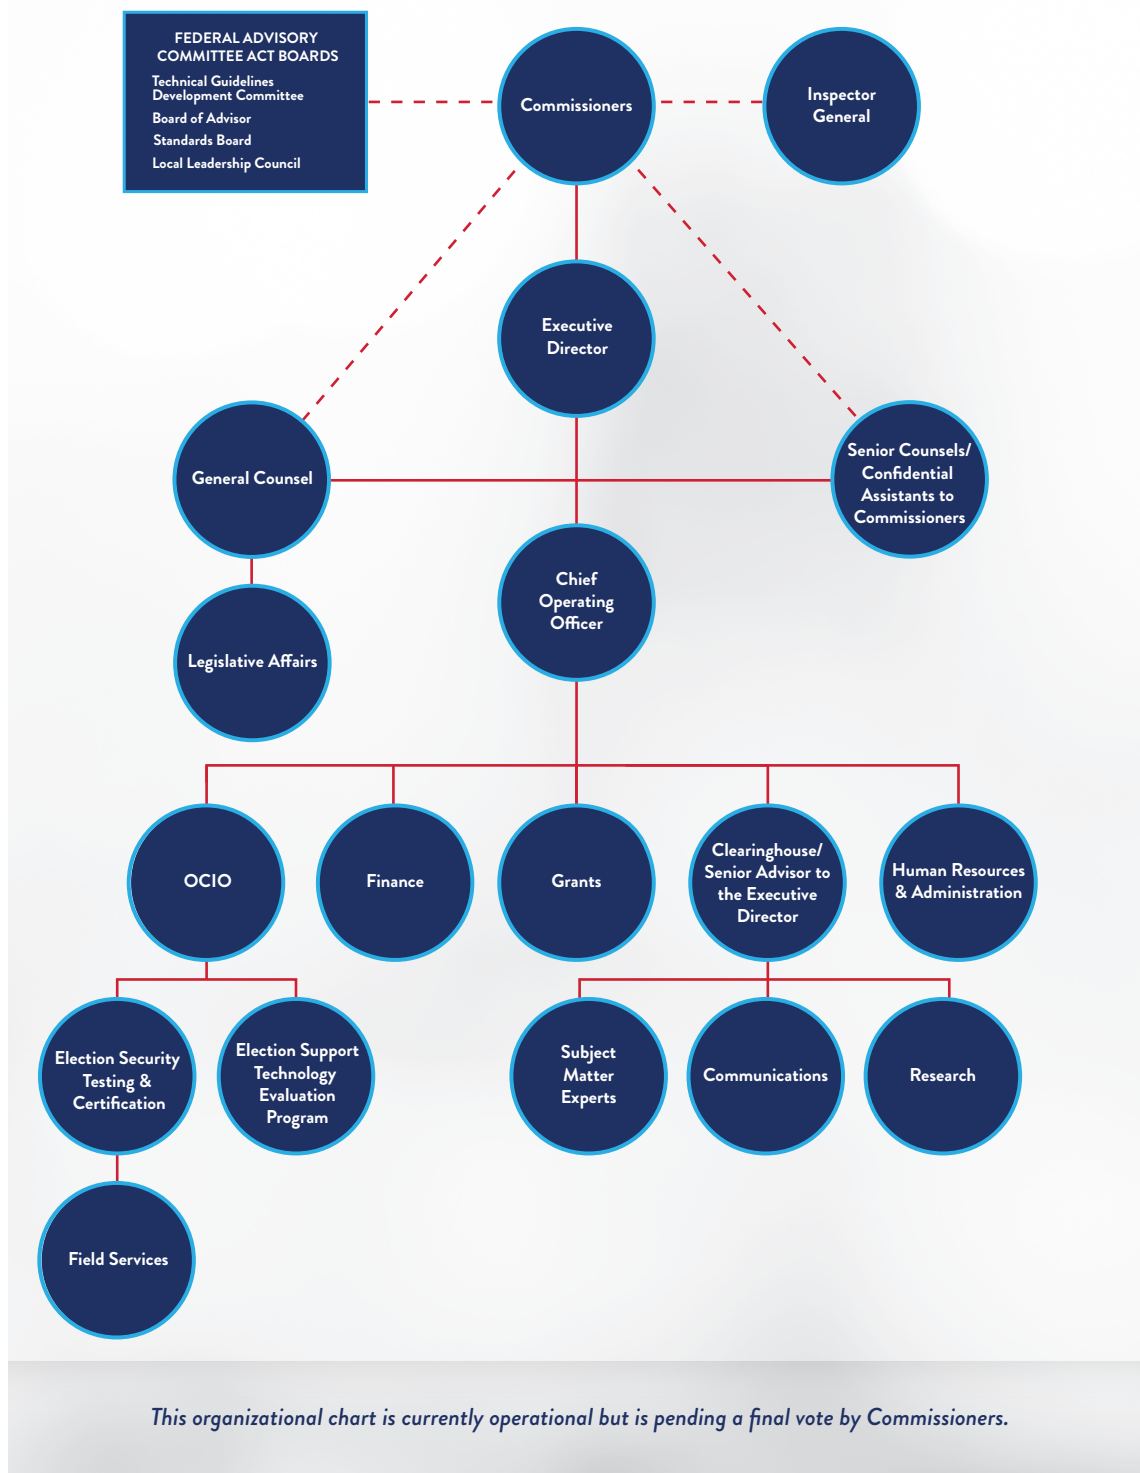 FEDERAL ADVISORY
COMMITTEE ACT BOARDS
Technical Guidelines
Development Committee
Board of Advisor
Standards Board
Local Leadership Council
Commissioners
Inspector
General
Executive
Director
General Counsel
Senior Counsels/
Confidential
Assistants to
Commissioners
Chief
Operating
Officer
Legislative Affairs
OCIO
Finance
Grants
Clearinghouse/
Senior Advisor to
the Executive
Director
Human Resources
& Administration
Election Security
Testing &
Certification
Election Support
Technology
Evaluation
Program
Subject
Matter
Experts
Communications
Research
Field Services
This organizational chart is currently operational but is pending a final vote by Commissioners.